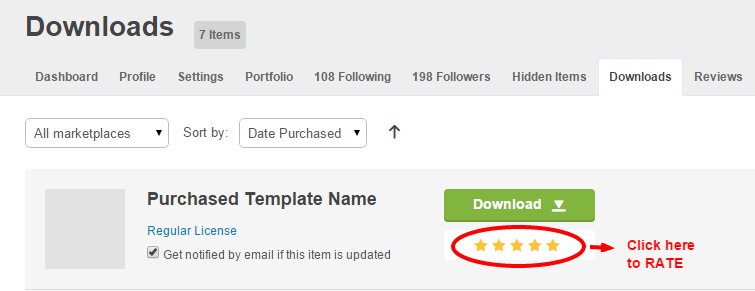 Downloads 7 Items
Dashboard Profile Settings Portfolio 108 Following 198 Followers Hidden Items Downloads Reviews
All marketplaces Sort by: Date Purchased
Purchased Template Name Download
Regular License
Get notified by email if this item is updated
Click here
to RATE